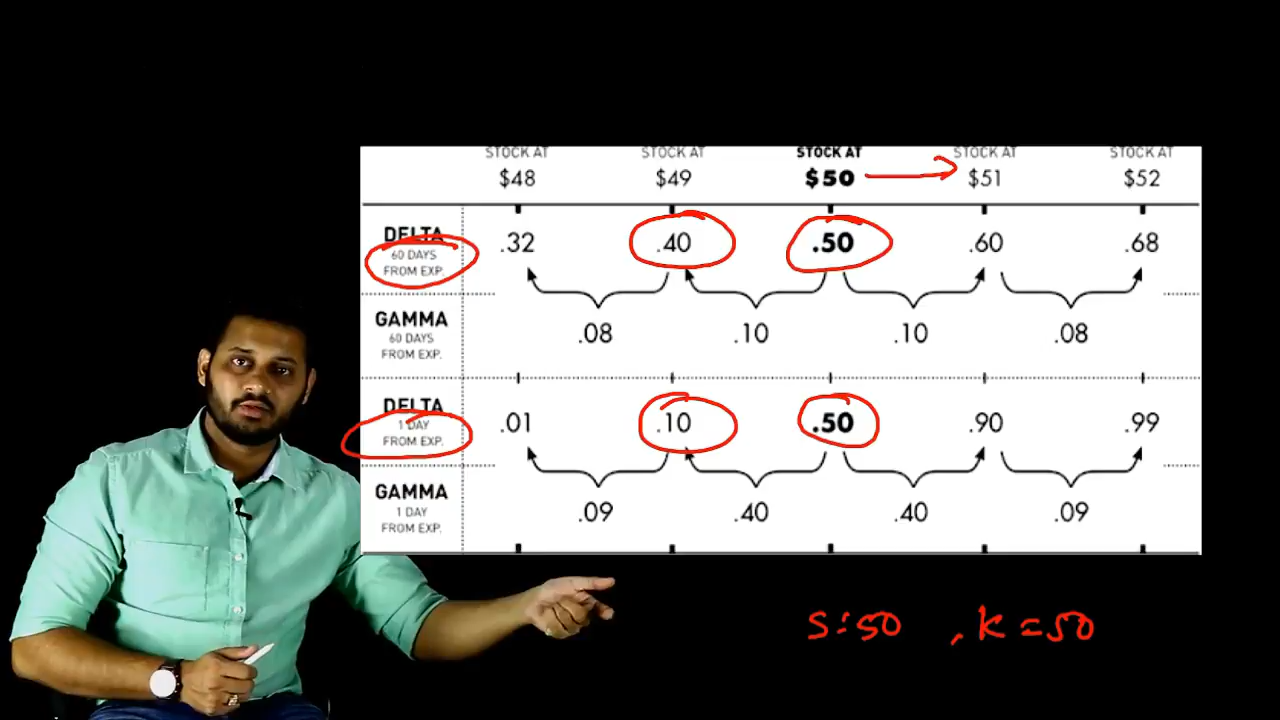 STOCK AT STOCK AT STOCK AT STOCK AT STOCK AT
$48 $49 $50 $51 $52
DELTA
60 DAYS
FROM EXP.
.32 .40 .50 .60 .68
GAMMA
60 DAYS
FROM EXP.
.08 .10 .10 .08
DELTA
1 DAY
FROM EXP.
.01 .10 .50 .90 .99
GAMMA
1 DAY
FROM EXP.
.09 .40 .40 .09
S:50 , K=50